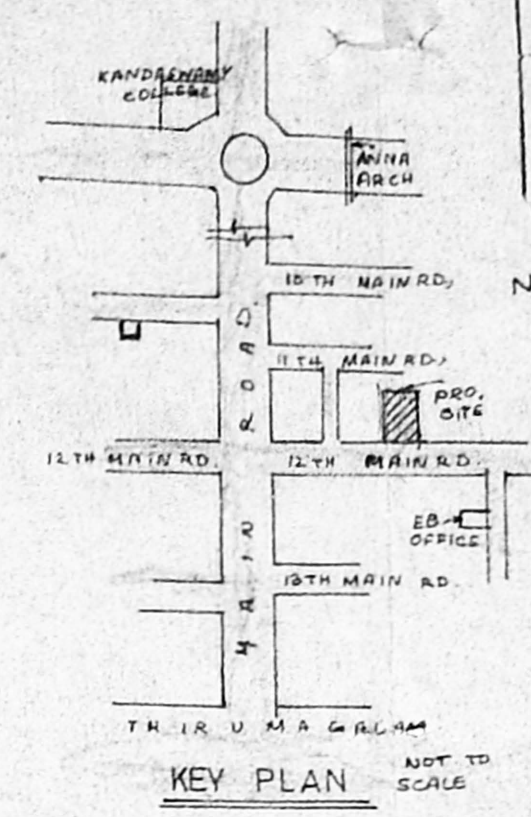 KANDASWAMY
COLLEGE
ANNA
ARCH
10TH MAIN RD,
11TH MAIN RD,
PRO.
SITE
MAIN ROAD.
12TH MAIN RD.
12TH MAIN RD.
EB
OFFICE
13TH MAIN RD.
KEY PLAN
NOT TO
SCALE
N